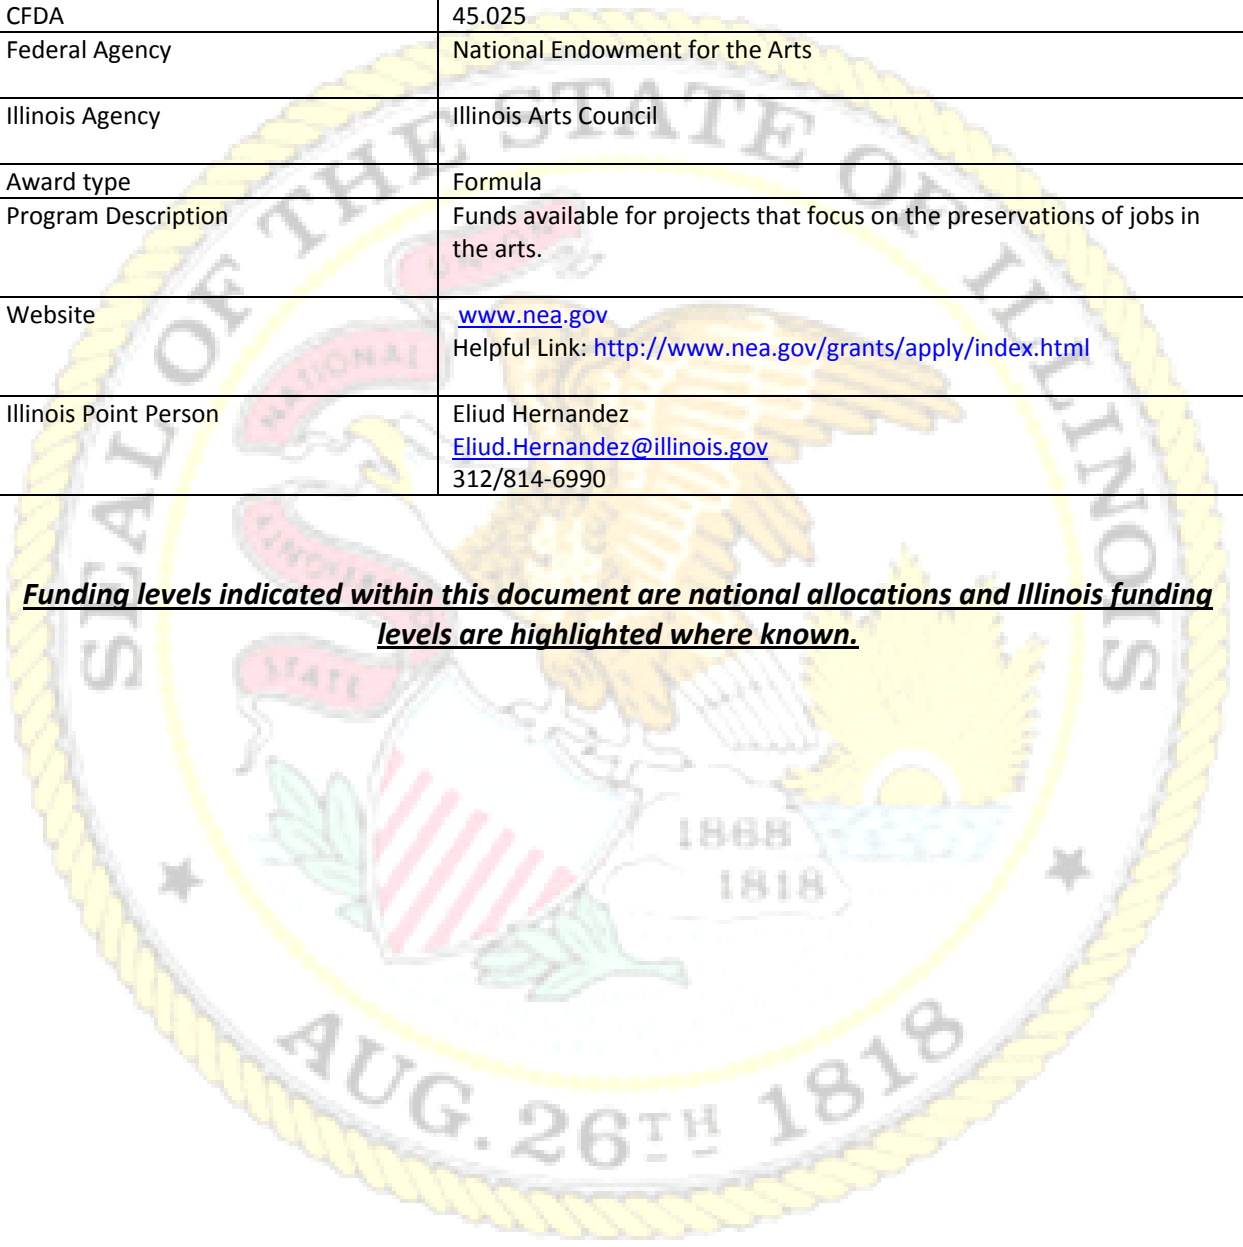 CFDA 45.025
Federal Agency National Endowment for the Arts
Illinois Agency Illinois Arts Council
Award type Formula
Program Description Funds available for projects that focus on the preservations of jobs in
the arts.
Website www.nea.gov
Helpful Link: http://www.nea.gov/grants/apply/index.html
Illinois Point Person Eliud Hernandez
Eliud.Hernandez@illinois.gov
312/814-6990
Funding levels indicated within this document are national allocations and Illinois funding
levels are highlighted where known.
SEAL OF THE STATE OF ILLINOIS
UNION
NATIONAL
STATE
1868
1818
AUG. 26TH 1818